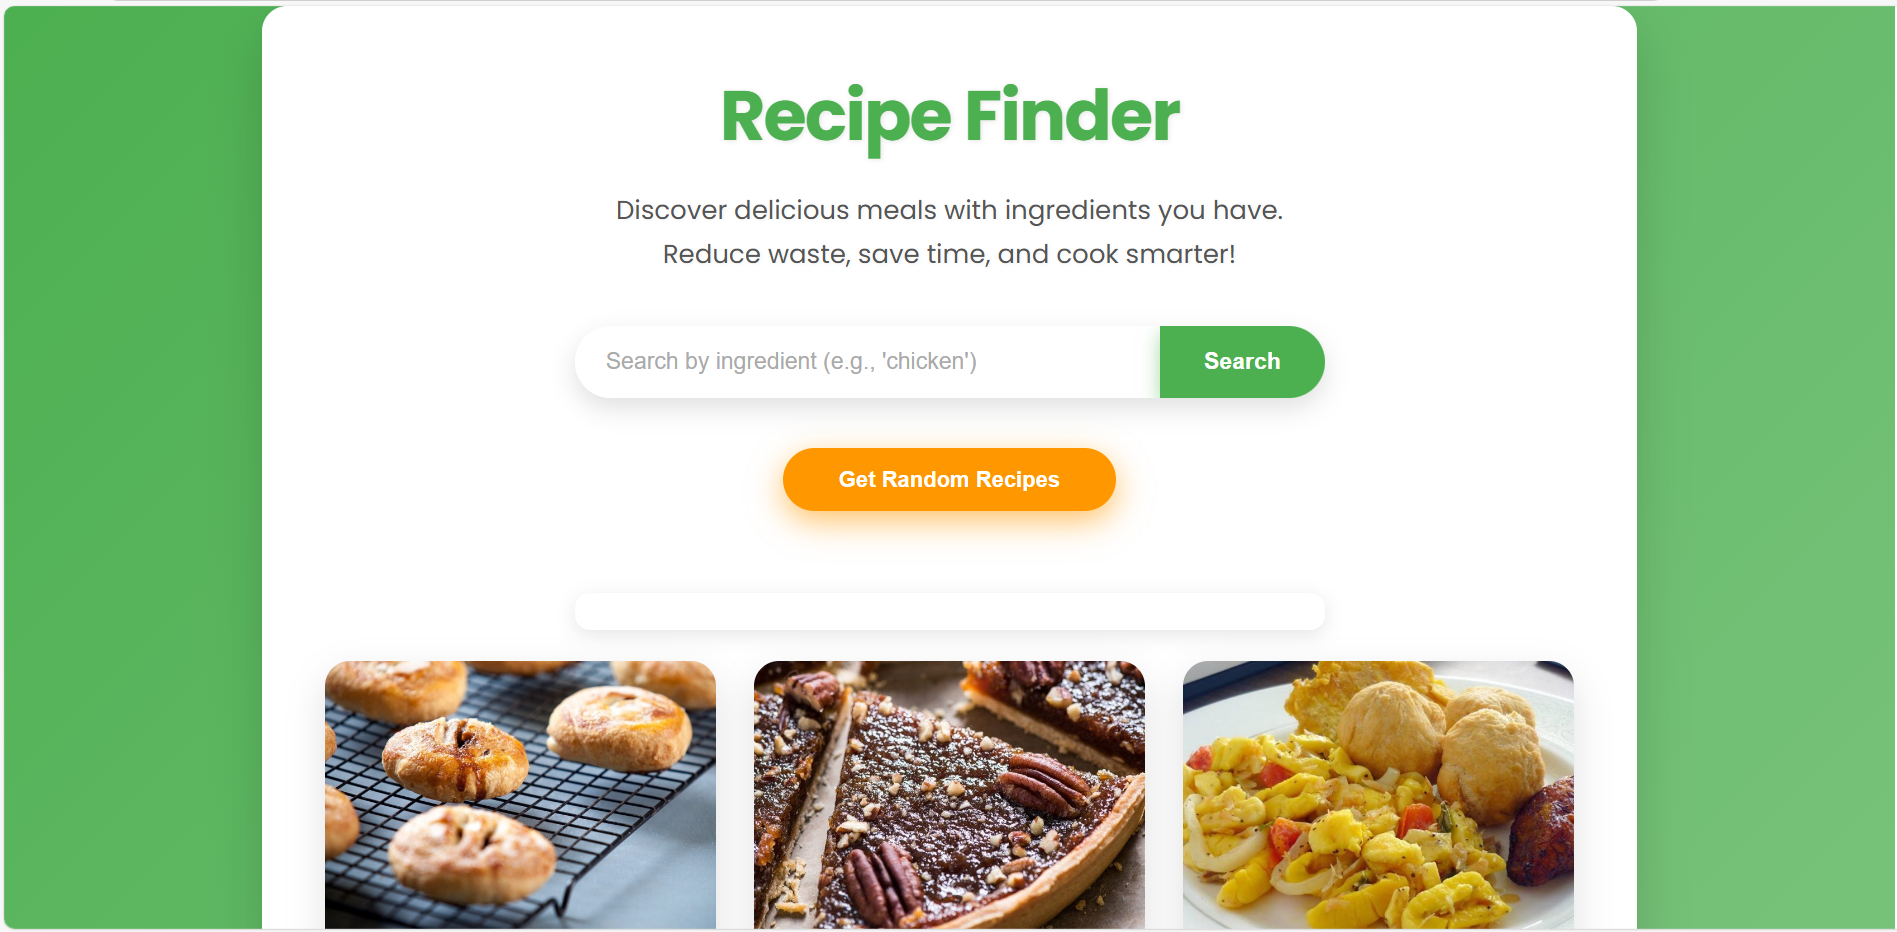 Recipe Finder
Discover delicious meals with ingredients you have.
Reduce waste, save time, and cook smarter!
Search by ingredient (e.g., 'chicken')
Search
Get Random Recipes